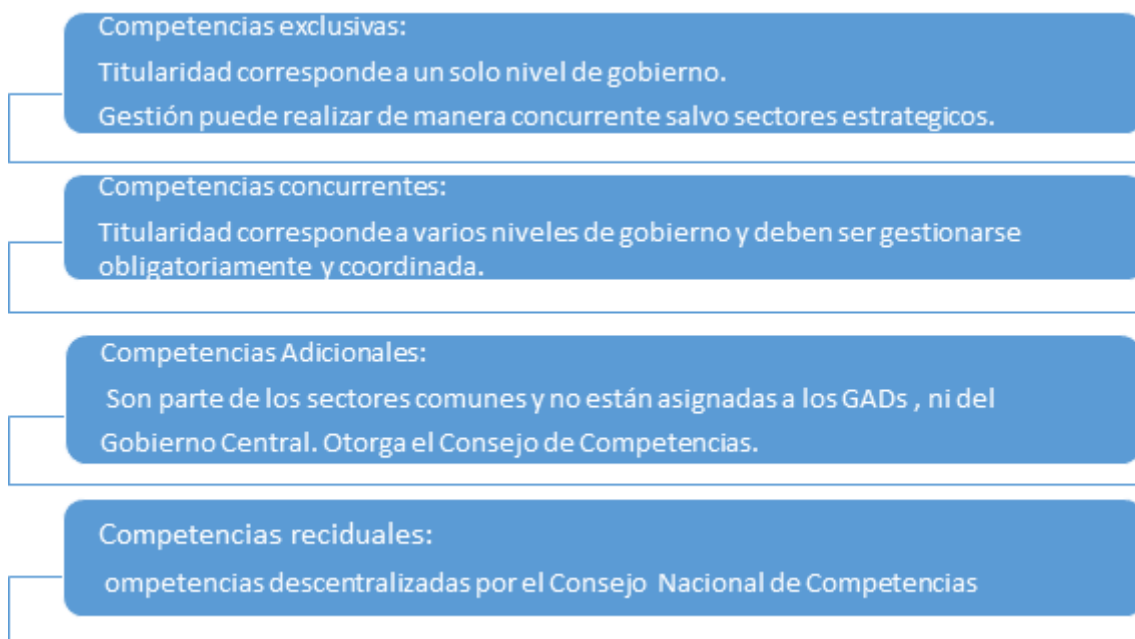 Competencias exclusivas:
Titularidad corresponde a un solo nivel de gobierno.
Gestión puede realizar de manera concurrente salvo sectores estrategicos.
Competencias concurrentes:
Titularidad corresponde a varios niveles de gobierno y deben ser gestionarse
obligatoriamente y coordinada.
Competencias Adicionales:
Son parte de los sectores comunes y no están asignadas a los GADs , ni del
Gobierno Central. Otorga el Consejo de Competencias.
Competencias reciduales:
ompetencias descentralizadas por el Consejo Nacional de Competencias